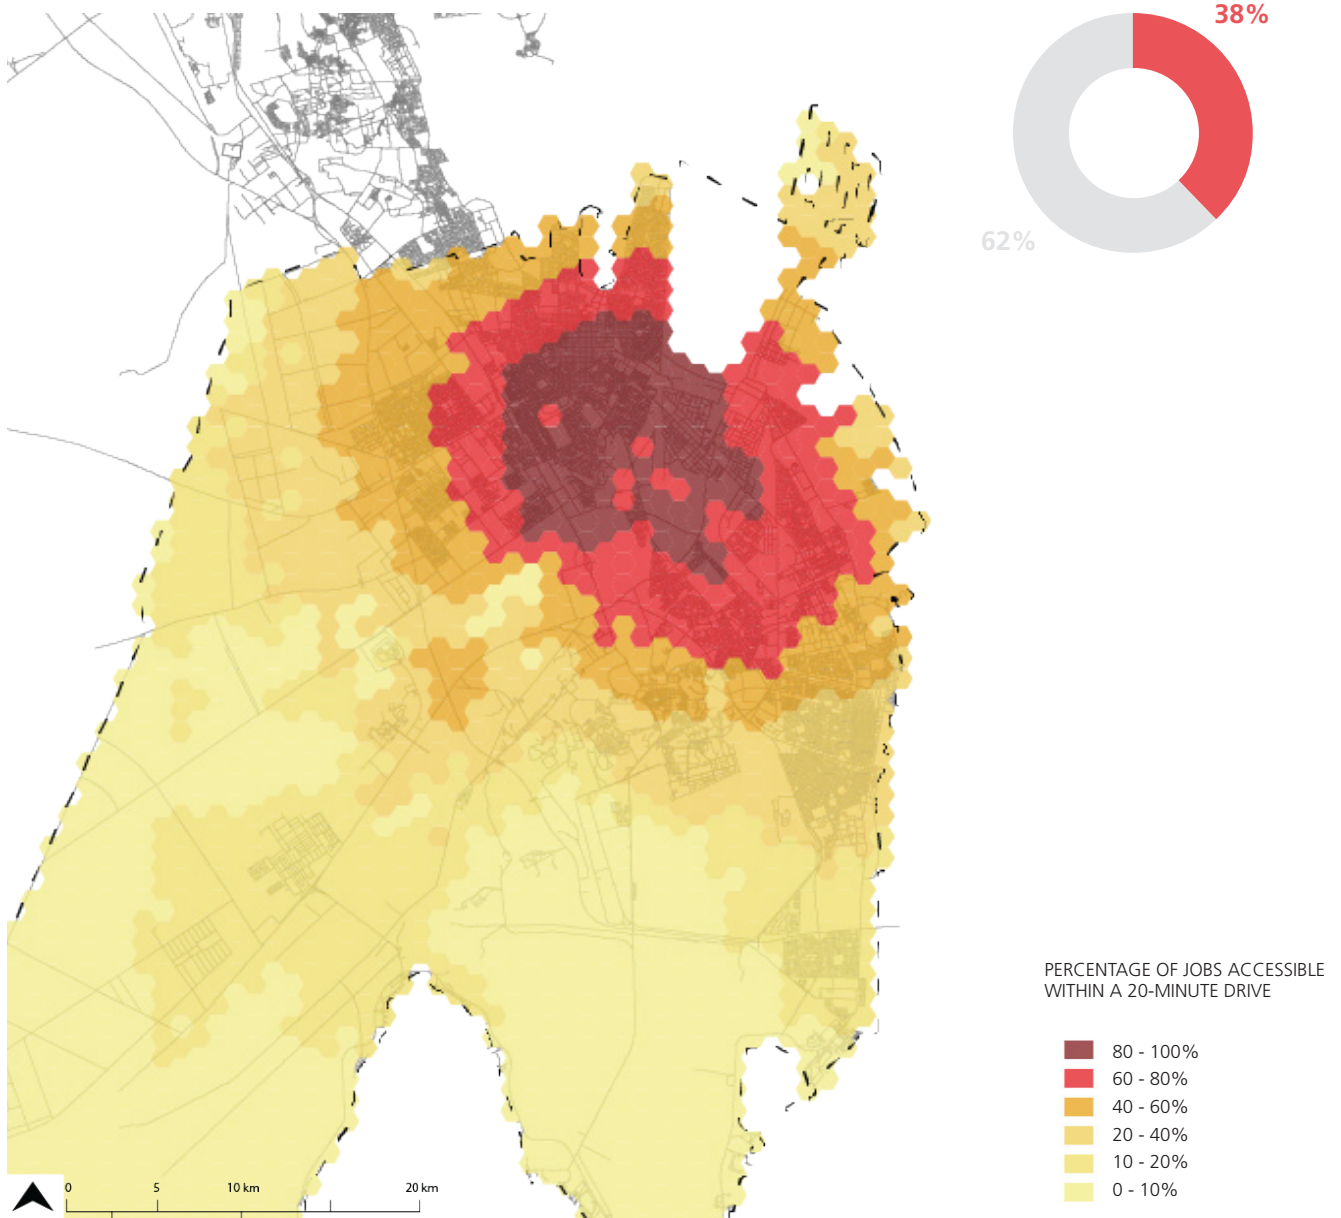 38%
62%
PERCENTAGE OF JOBS ACCESSIBLE
WITHIN A 20-MINUTE DRIVE
80 - 100%
60 - 80%
40 - 60%
20 - 40%
10 - 20%
0 - 10%
0 5 10 km 20 km